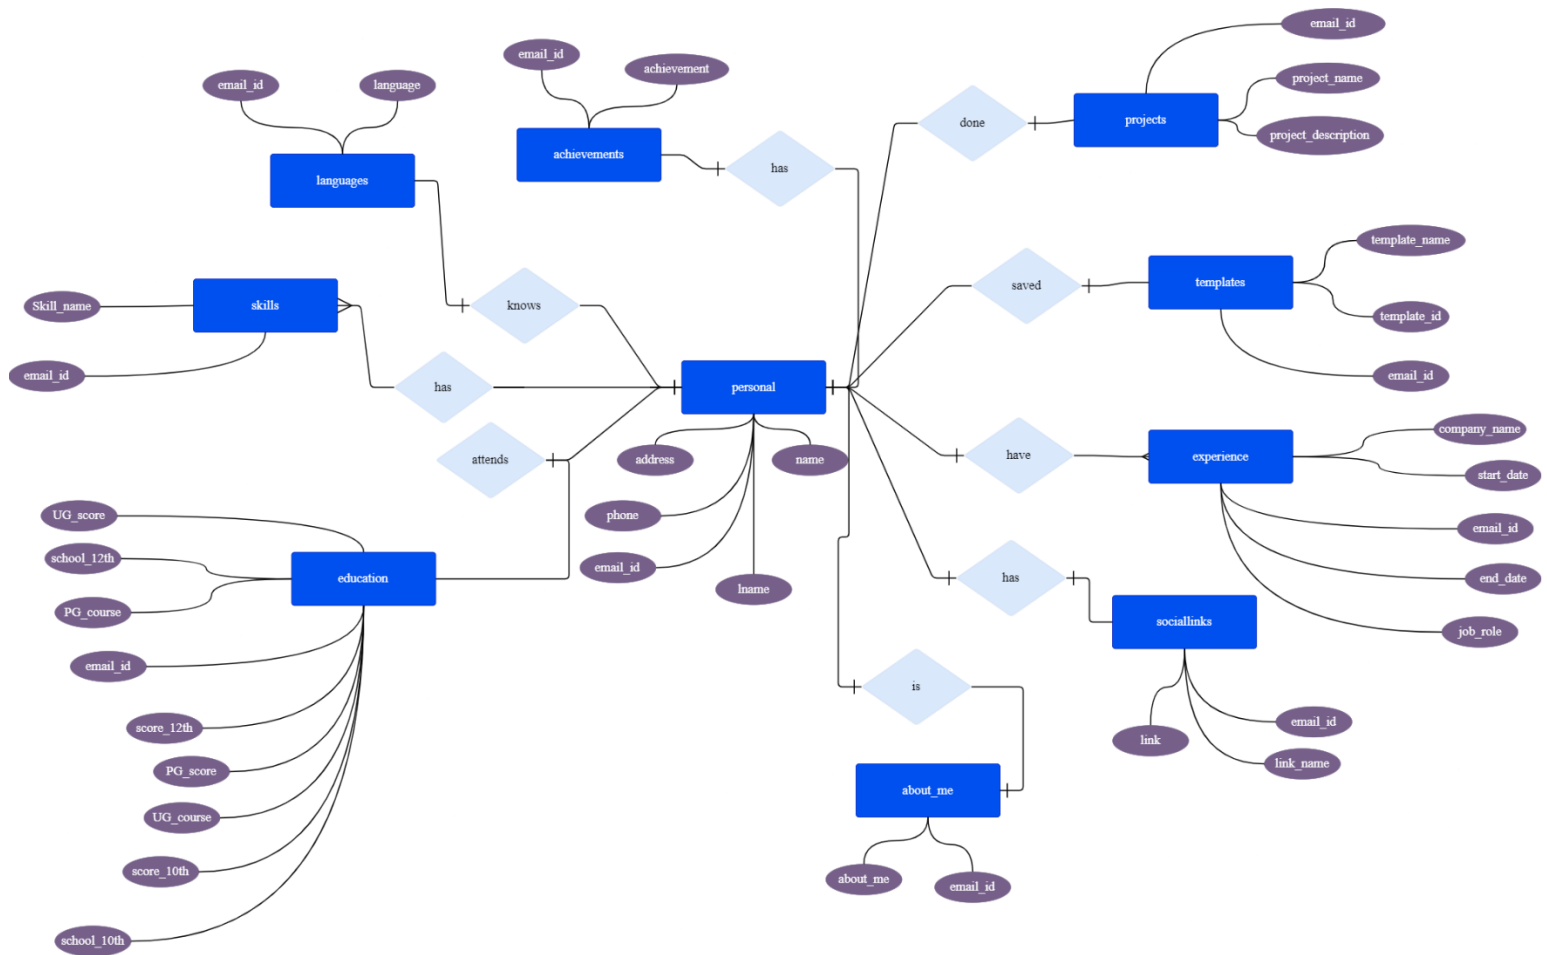 email_id
project_name
project_description
projects
done
email_id
achievement
achievements
has
email_id
language
languages
knows
Skill_name
email_id
skills
has
template_name
template_id
email_id
templates
saved
personal
address
name
phone
email_id
lname
attends
company_name
start_date
email_id
end_date
job_role
experience
have
UG_score
school_12th
PG_course
email_id
score_12th
PG_score
UG_course
score_10th
school_10th
education
has
sociallinks
link
email_id
link_name
is
about_me
about_me
email_id